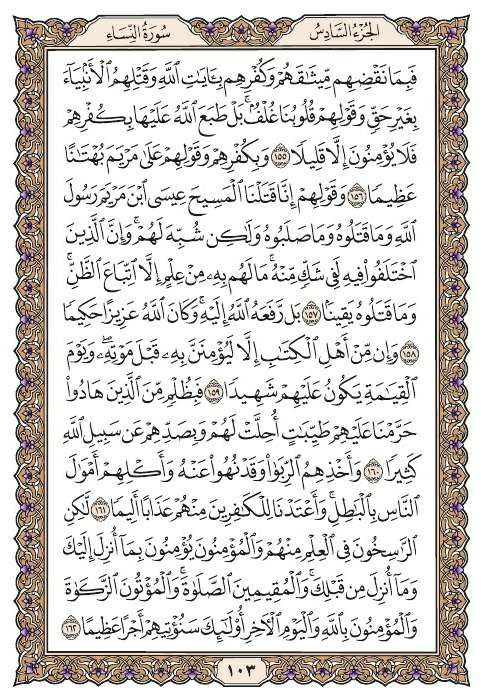 الجزء السادس
سورة النساء
فَبِمَا نَقْضِهِم مِّيثَٰقَهُمْ وَكُفْرِهِم بِـَٔايَٰتِ ٱللَّهِ وَقَتْلِهِمُ ٱلْأَنۢبِيَآءَ
بِغَيْرِ حَقٍّ وَقَوْلِهِمْ قُلُوبُنَا غُلْفٌۢ ۚ بَلْ طَبَعَ ٱللَّهُ عَلَيْهَا بِكُفْرِهِمْ
فَلَا يُؤْمِنُونَ إِلَّا قَلِيلًا ١٥٥ وَبِكُفْرِهِمْ وَقَوْلِهِمْ عَلَىٰ مَرْيَمَ بُهْتَٰنًا
عَظِيمًا ١٥٦ وَقَوْلِهِمْ إِنَّا قَتَلْنَا ٱلْمَسِيحَ عِيسَى ٱبْنَ مَرْيَمَ رَسُولَ
ٱللَّهِ وَمَا قَتَلُوهُ وَمَا صَلَبُوهُ وَلَٰكِن شُبِّهَ لَهُمْ ۚ وَإِنَّ ٱلَّذِينَ
ٱخْتَلَفُوا۟ فِيهِ لَفِى شَكٍّ مِّنْهُ ۚ مَا لَهُم بِهِۦ مِنْ عِلْمٍ إِلَّا ٱتِّبَاعَ ٱلظَّنِّ ۚ
وَمَا قَتَلُوهُ يَقِينًۢا ١٥٧ بَل رَّفَعَهُ ٱللَّهُ إِلَيْهِ ۚ وَكَانَ ٱللَّهُ عَزِيزًا حَكِيمًا
١٥٨ وَإِن مِّنْ أَهْلِ ٱلْكِتَٰبِ إِلَّا لَيُؤْمِنَنَّ بِهِۦ قَبْلَ مَوْتِهِۦ ۖ وَيَوْمَ
ٱلْقِيَٰمَةِ يَكُونُ عَلَيْهِمْ شَهِيدًا ١٥٩ فَبِظُلْمٍ مِّنَ ٱلَّذِينَ هَادُوا۟
حَرَّمْنَا عَلَيْهِمْ طَيِّبَٰتٍ أُحِلَّتْ لَهُمْ وَبِصَدِّهِمْ عَن سَبِيلِ ٱللَّهِ
كَثِيرًا ١٦٠ وَأَخْذِهِمُ ٱلرِّبَوٰا۟ وَقَدْ نُهُوا۟ عَنْهُ وَأَكْلِهِمْ أَمْوَٰلَ
ٱلنَّاسِ بِٱلْبَٰطِلِ ۚ وَأَعْتَدْنَا لِلْكَٰفِرِينَ مِنْهُمْ عَذَابًا أَلِيمًا ١٦١ لَّٰكِنِ
ٱلرَّٰسِخُونَ فِى ٱلْعِلْمِ مِنْهُمْ وَٱلْمُؤْمِنُونَ يُؤْمِنُونَ بِمَآ أُنزِلَ إِلَيْكَ
وَمَآ أُنزِلَ مِن قَبْلِكَ ۚ وَٱلْمُقِيمِينَ ٱلصَّلَوٰةَ ۚ وَٱلْمُؤْتُونَ ٱلزَّكَوٰةَ
وَٱلْمُؤْمِنُونَ بِٱللَّهِ وَٱلْيَوْمِ ٱلْـَٔاخِرِ أُو۟لَٰٓئِكَ سَنُؤْتِيهِمْ أَجْرًا عَظِيمًا ١٦٢
١٠٣